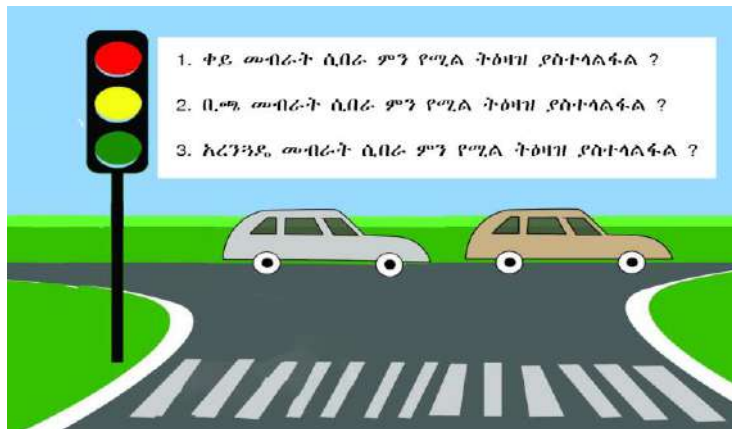 1. ቀይ መብራት ሲበራ ምን የሚል ትዕዛዝ ያስተላልፋል ?
2. ቢጫ መብራት ሲበራ ምን የሚል ትዕዛዝ ያስተላልፋል ?
3. አረንጓዴ መብራት ሲበራ ምን የሚል ትዕዛዝ ያስተላልፋል ?